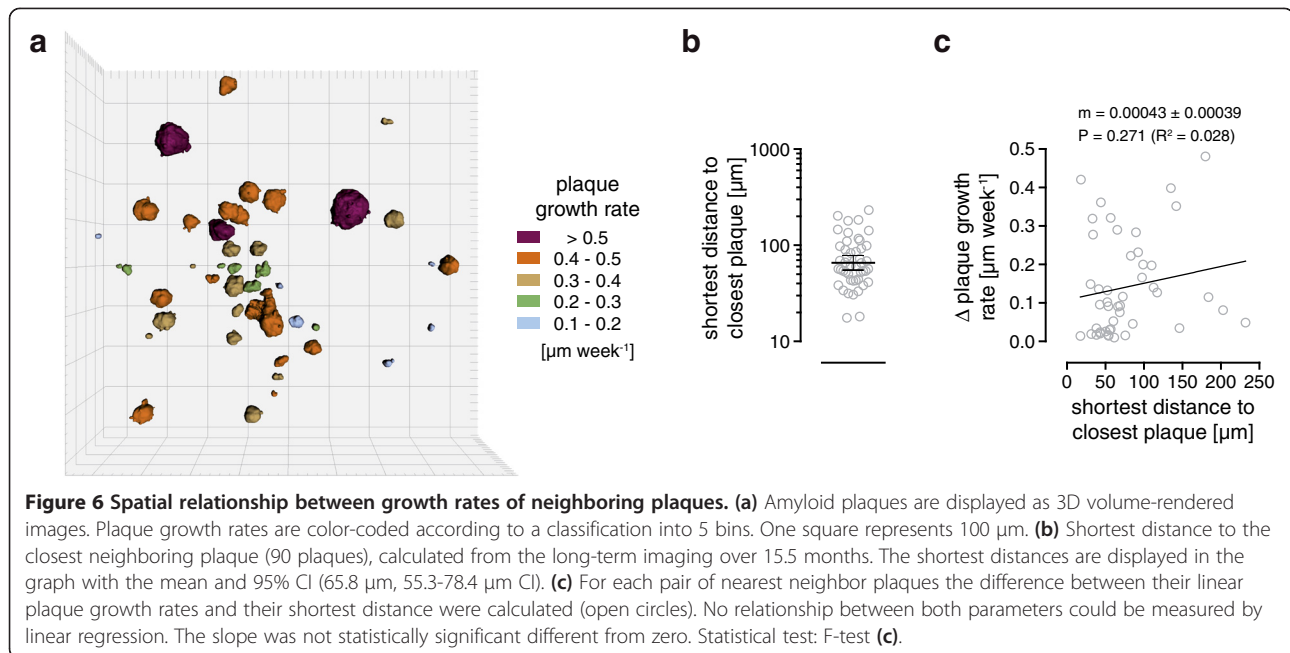 a
b
c
plaque
growth rate
> 0.5
0.4 - 0.5
0.3 - 0.4
0.2 - 0.3
0.1 - 0.2
[µm week⁻¹]
shortest distance to
closest plaque [µm]
1000
100
10
m = 0.00043 ± 0.00039
P = 0.271 (R² = 0.028)
Δ plaque growth
rate [µm week⁻¹]
0.5
0.4
0.3
0.2
0.1
0.0
0 50 100 150 200 250
shortest distance to
closest plaque [µm]
Figure 6 Spatial relationship between growth rates of neighboring plaques. (a) Amyloid plaques are displayed as 3D volume-rendered
images. Plaque growth rates are color-coded according to a classification into 5 bins. One square represents 100 µm. (b) Shortest distance to the
closest neighboring plaque (90 plaques), calculated from the long-term imaging over 15.5 months. The shortest distances are displayed in the
graph with the mean and 95% CI (65.8 µm, 55.3-78.4 µm CI). (c) For each pair of nearest neighbor plaques the difference between their linear
plaque growth rates and their shortest distance were calculated (open circles). No relationship between both parameters could be measured by
linear regression. The slope was not statistically significant different from zero. Statistical test: F-test (c).